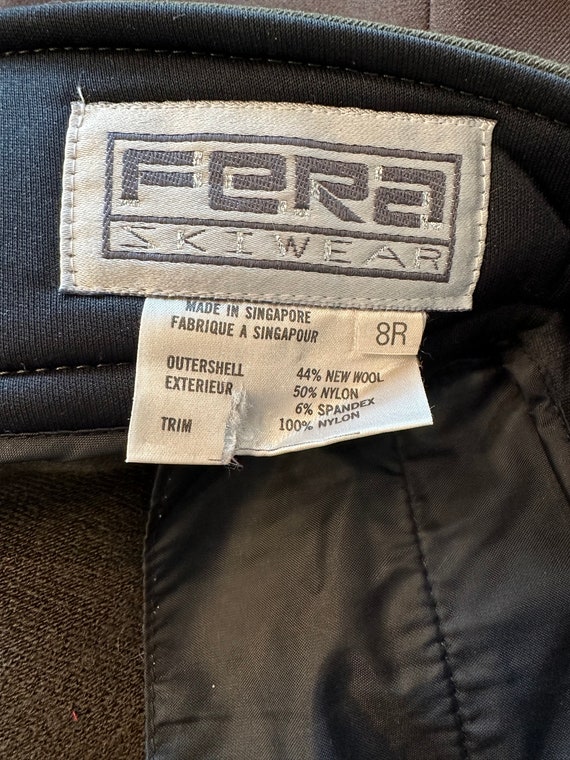 FeRa
SKIWEAR
MADE IN SINGAPORE
FABRIQUE A SINGAPOUR
8R
OUTERSHELL 44% NEW WOOL
EXTERIEUR 50% NYLON
6% SPANDEX
TRIM 100% NYLON